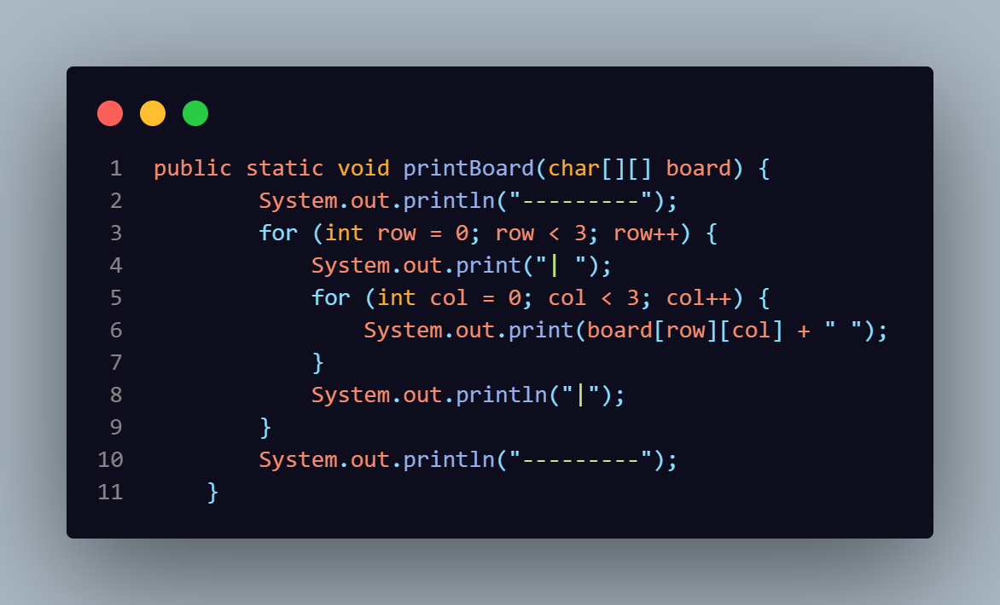 1 public static void printBoard(char[][] board) {
2         System.out.println("---------");
3         for (int row = 0; row < 3; row++) {
4             System.out.print("| ");
5             for (int col = 0; col < 3; col++) {
6                 System.out.print(board[row][col] + " ");
7             }
8             System.out.println("|");
9         }
10         System.out.println("---------");
11     }